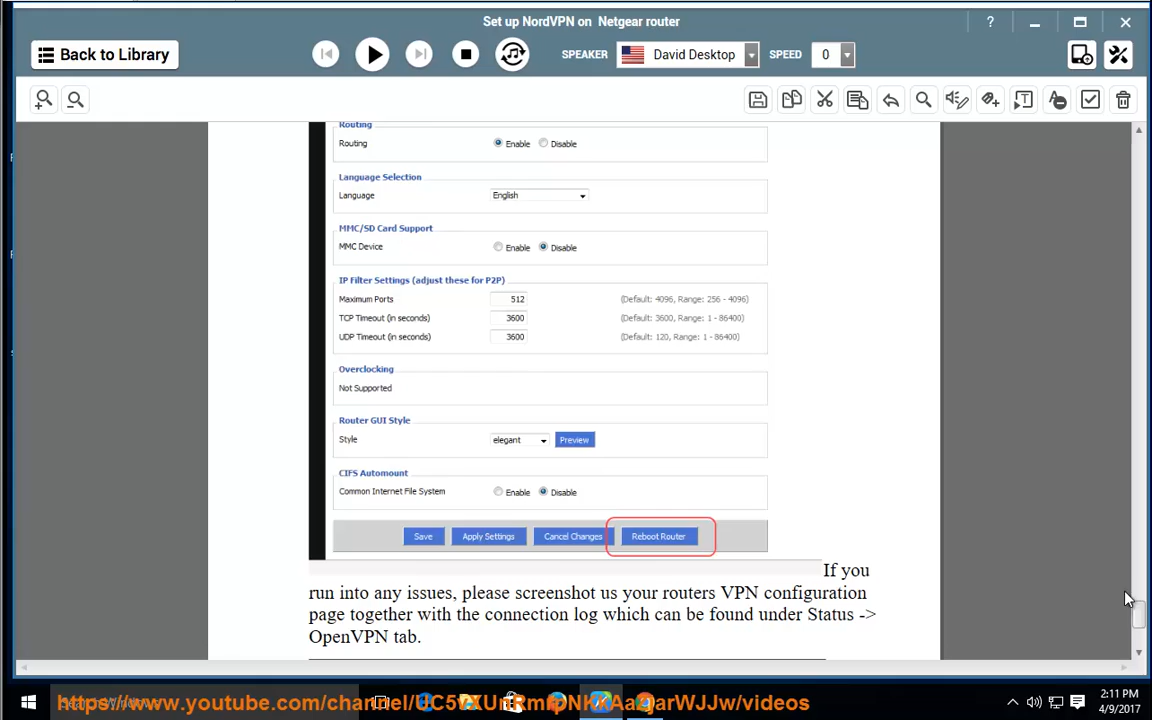 Set up NordVPN on Netgear router
?
Back to Library
SPEAKER
David Desktop
SPEED
0
Routing
Routing
Enable
Disable
Language Selection
Language
English
MMC/SD Card Support
MMC Device
Enable
Disable
IP Filter Settings (adjust these for P2P)
Maximum Ports
512
(Default: 4096, Range: 256 - 4096)
TCP Timeout (in seconds)
3600
(Default: 3600, Range: 1 - 86400)
UDP Timeout (in seconds)
3600
(Default: 120, Range: 1 - 86400)
Overclocking
Not Supported
Router GUI Style
Style
elegant
Preview
CIFS Automount
Common Internet File System
Enable
Disable
Save
Apply Settings
Cancel Changes
Reboot Router
If you
run into any issues, please screenshot us your routers VPN configuration
page together with the connection log which can be found under Status ->
OpenVPN tab.
2:11 PM
4/9/2017